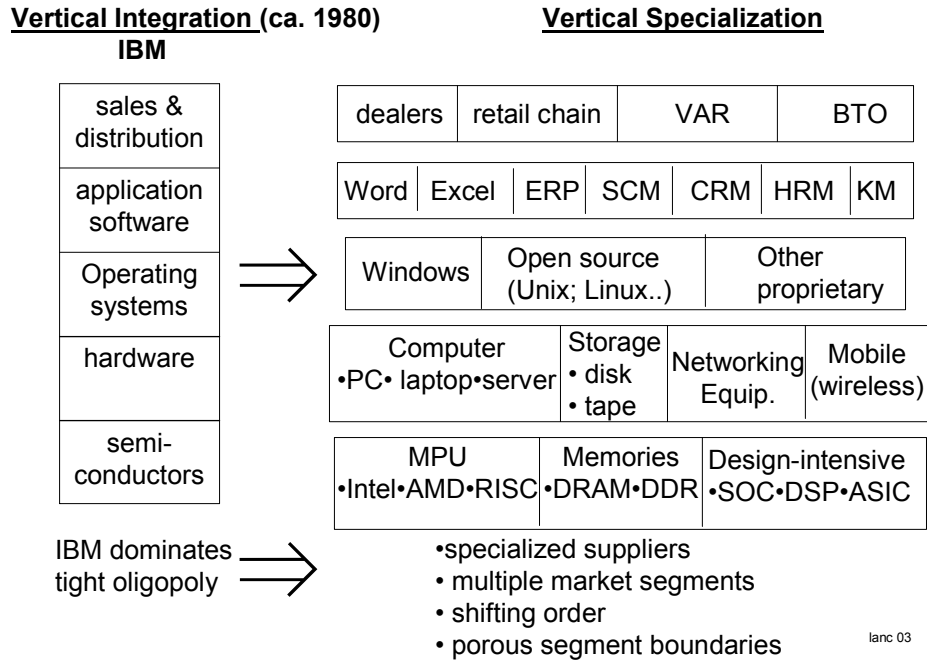 Vertical Integration (ca. 1980)
IBM
sales &
distribution
application
software
Operating
systems
hardware
semi-
conductors
IBM dominates
tight oligopoly
Vertical Specialization
dealers retail chain VAR BTO
Word Excel ERP SCM CRM HRM KM
Windows
Open source
(Unix; Linux..)
Other
proprietary
Computer
•PC• laptop•server
Storage
• disk
• tape
Networking
Equip.
Mobile
(wireless)
MPU
•Intel•AMD•RISC
Memories
•DRAM•DDR
Design-intensive
•SOC•DSP•ASIC
•specialized suppliers
• multiple market segments
• shifting order
• porous segment boundaries
lanc 03